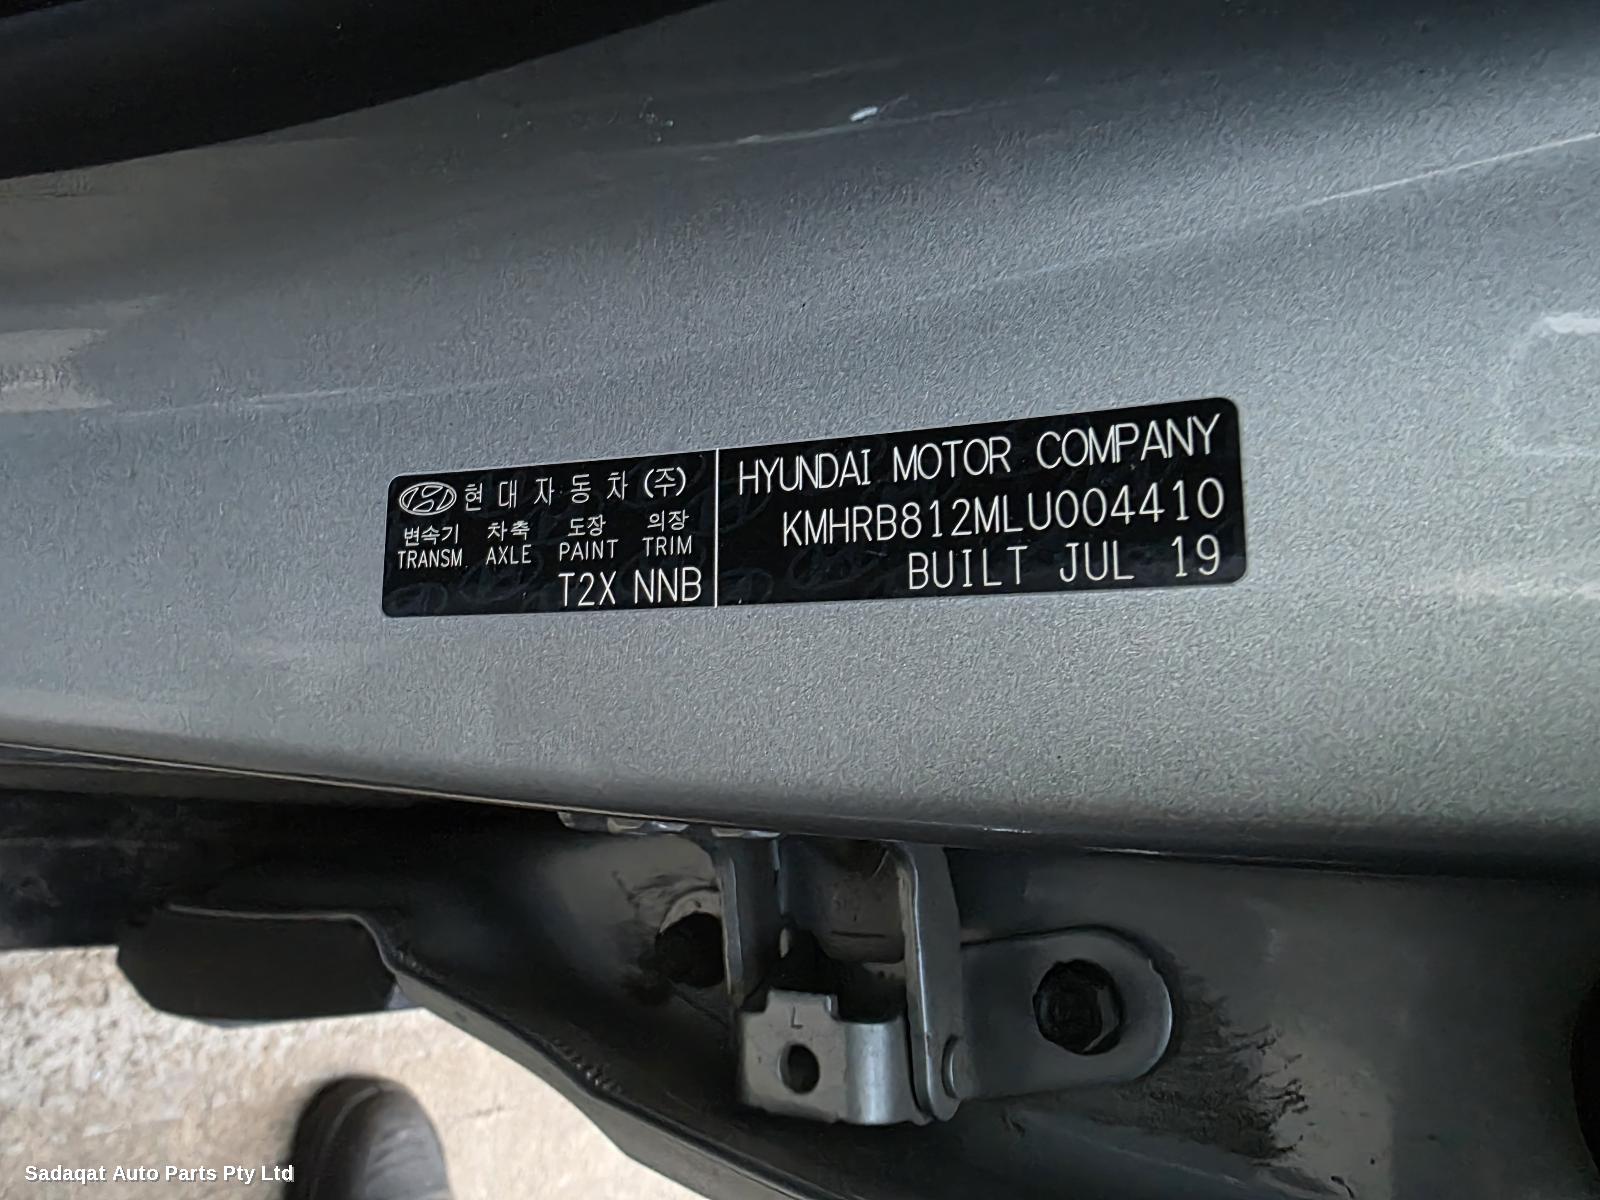 현대자동차(주)
변속기 차축 도장 의장
TRANSM. AXLE PAINT TRIM
T2X NNB
HYUNDAI MOTOR COMPANY
KMHRB812MLU004410
BUILT JUL 19
L
Sadaqat Auto Parts Pty Ltd